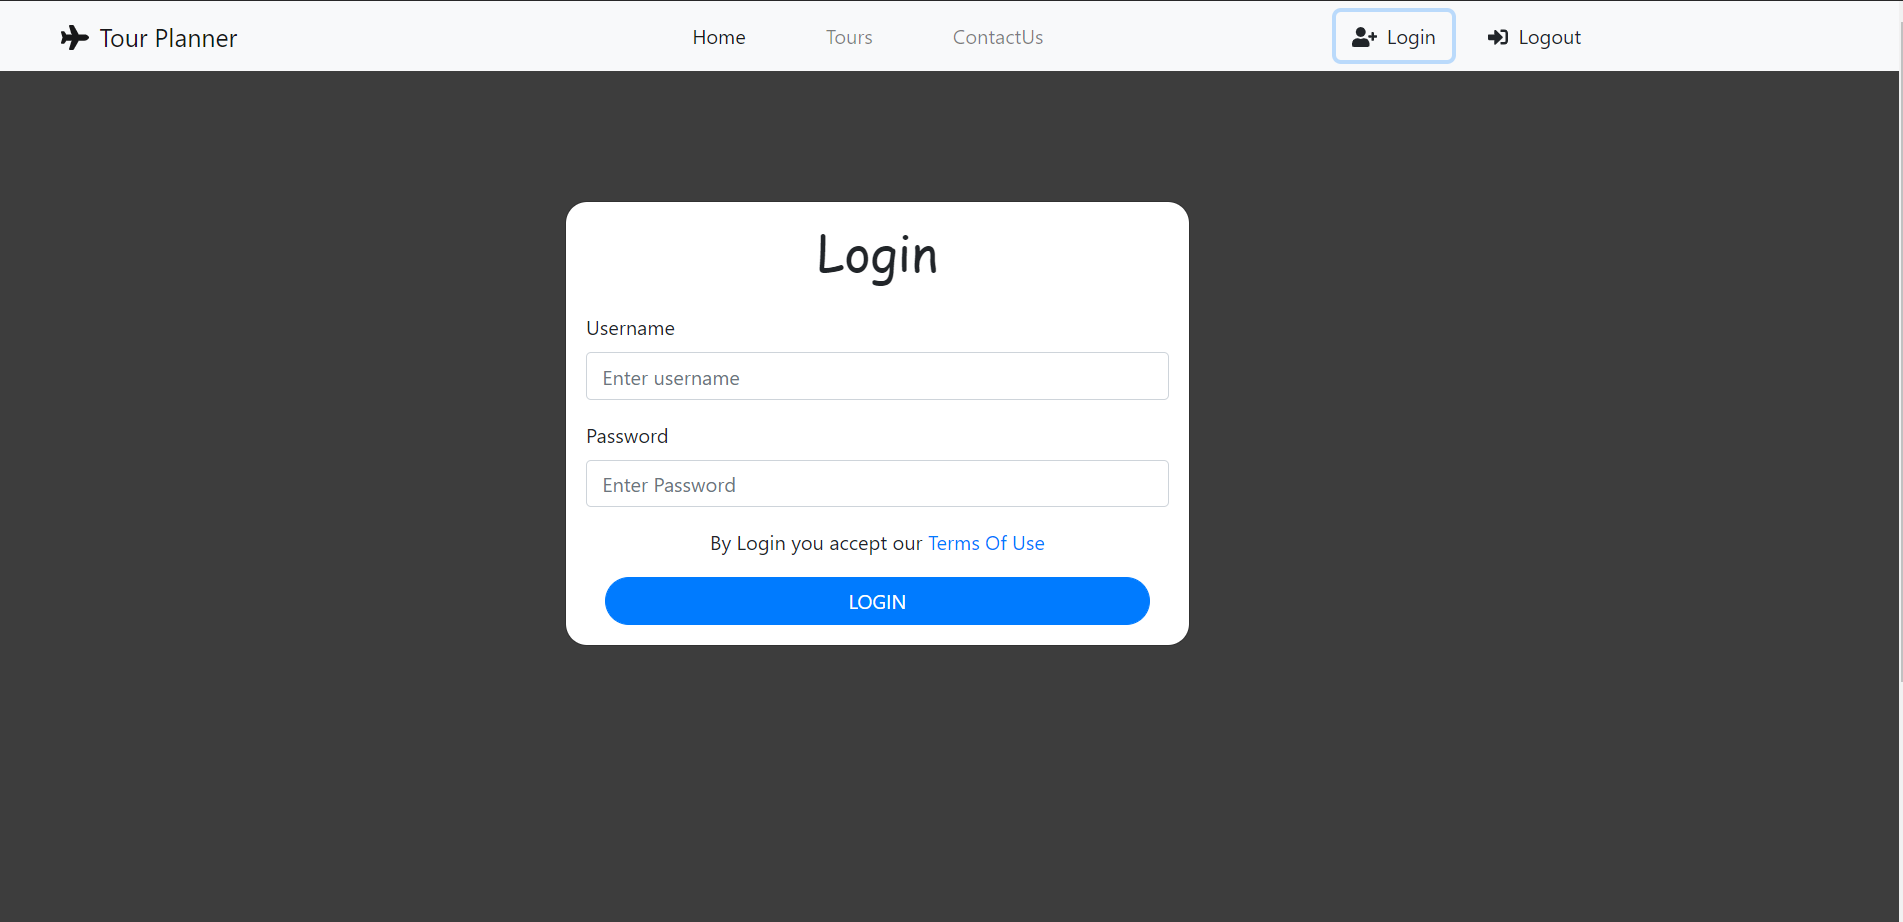 Tour Planner Home Tours ContactUs Login Logout
Login
Username
Enter username
Password
Enter Password
By Login you accept our Terms Of Use
LOGIN